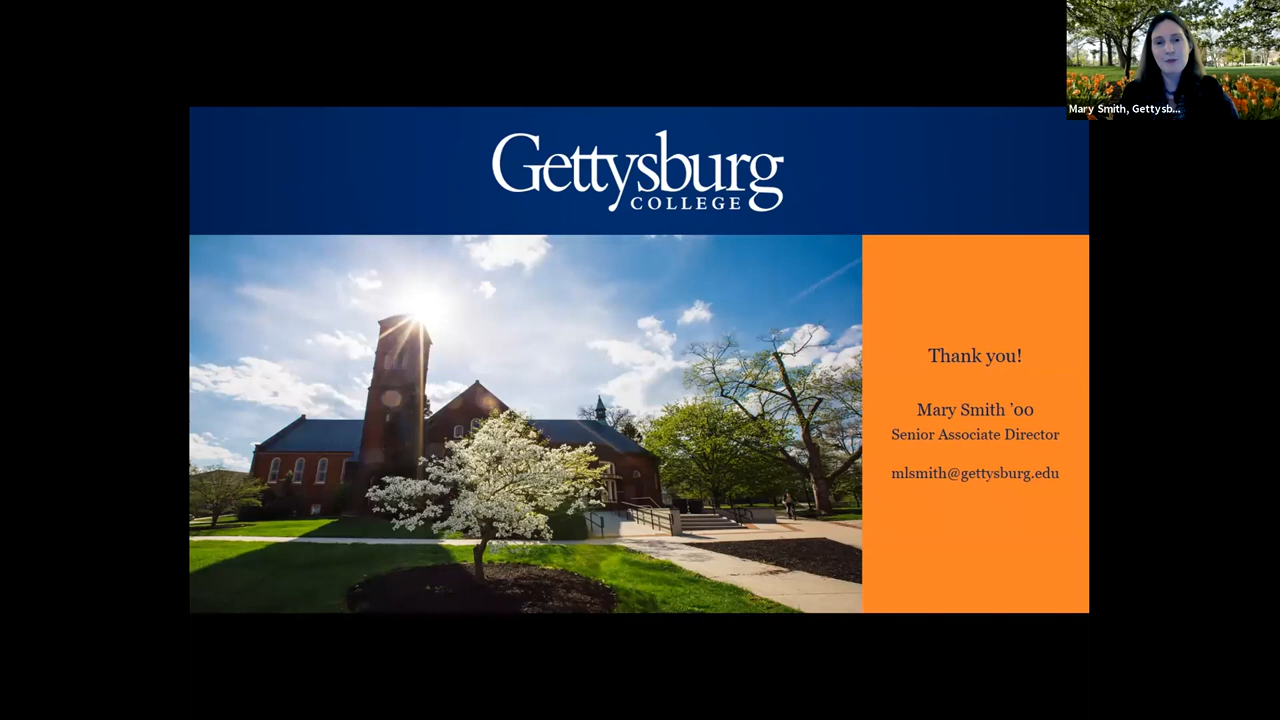 Mary Smith, Gettysb...
Gettysburg
COLLEGE
Thank you!
Mary Smith ’00
Senior Associate Director
mlsmith@gettysburg.edu